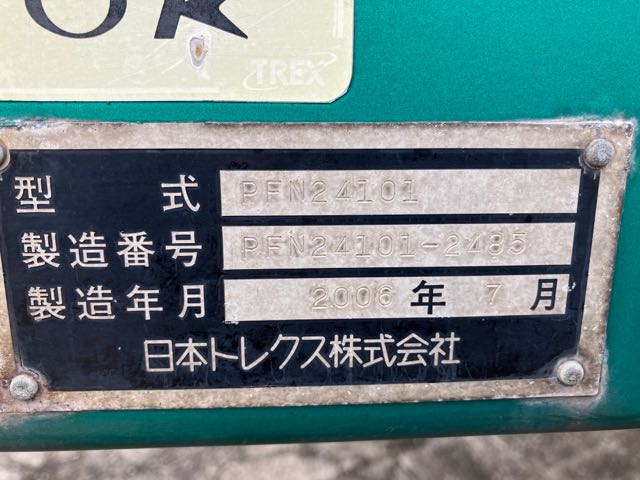 OK
TREX
型式 PFN24101
製造番号 PFN24101-2485
製造年月 2006年7月
日本トレクス株式会社